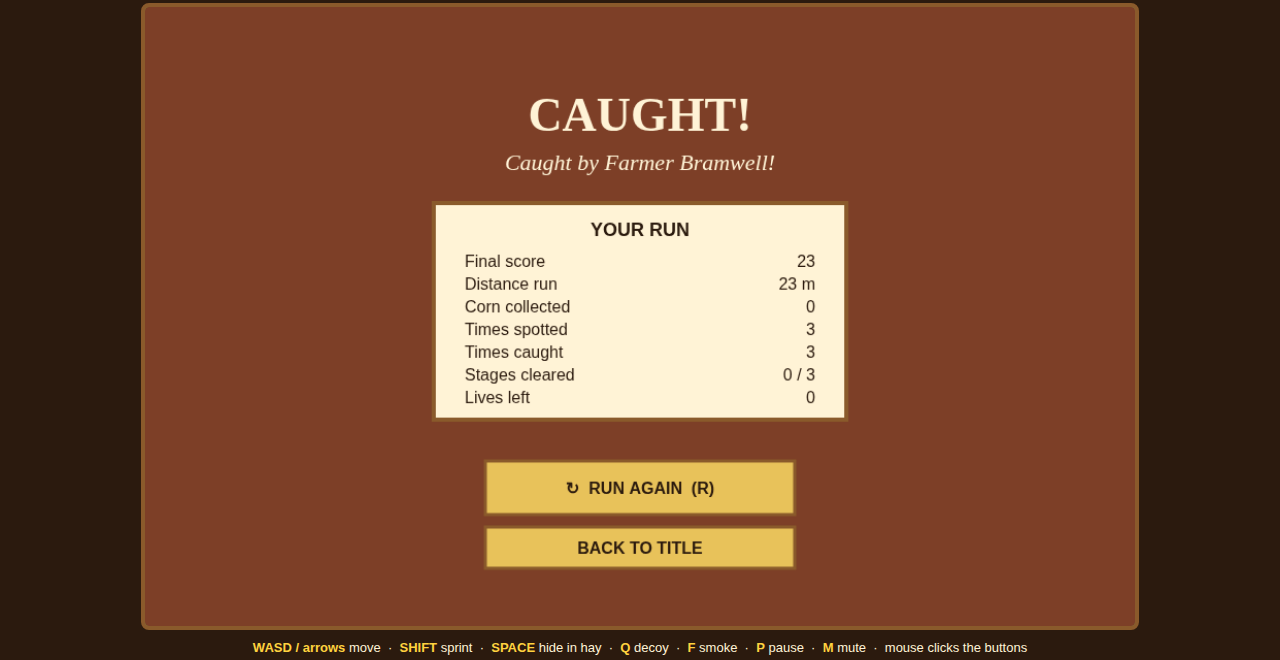 CAUGHT!
Caught by Farmer Bramwell!
YOUR RUN
Final score 23
Distance run 23 m
Corn collected 0
Times spotted 3
Times caught 3
Stages cleared 0 / 3
Lives left 0
↻ RUN AGAIN (R)
BACK TO TITLE
WASD / arrows move · SHIFT sprint · SPACE hide in hay · Q decoy · F smoke · P pause · M mute · mouse clicks the buttons